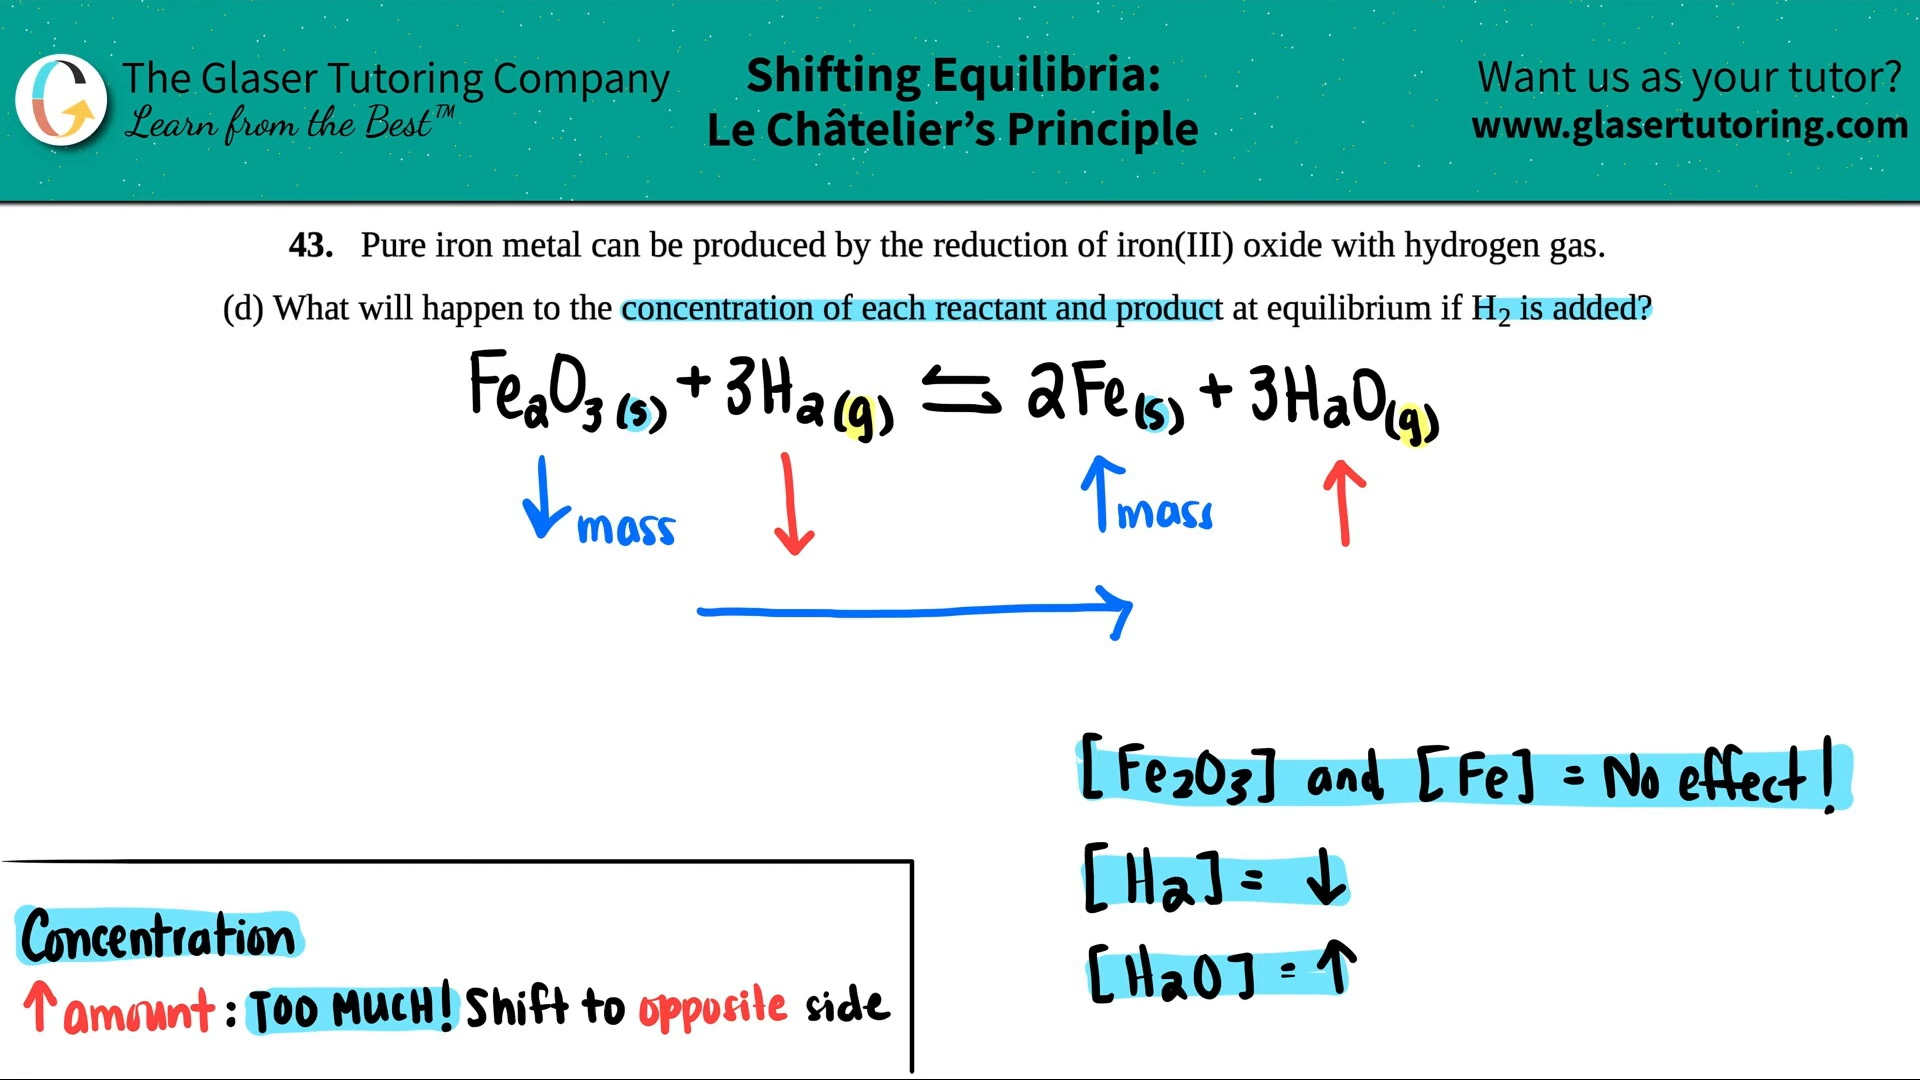 The Glaser Tutoring Company
Learn from the Best™
Shifting Equilibria:
Le Châtelier's Principle
Want us as your tutor?
www.glasertutoring.com
43. Pure iron metal can be produced by the reduction of iron(III) oxide with hydrogen gas.
(d) What will happen to the concentration of each reactant and product at equilibrium if H₂ is added?
Fe₂O₃(s) + 3H₂(g) ⇌ 2Fe(s) + 3H₂O(g)
↓ mass ↓ ↑ mass ↑
→
[Fe₂O₃] and [Fe] = No effect!
[H₂] = ↓
[H₂O] = ↑
Concentration
↑ amount: TOO MUCH! Shift to opposite side